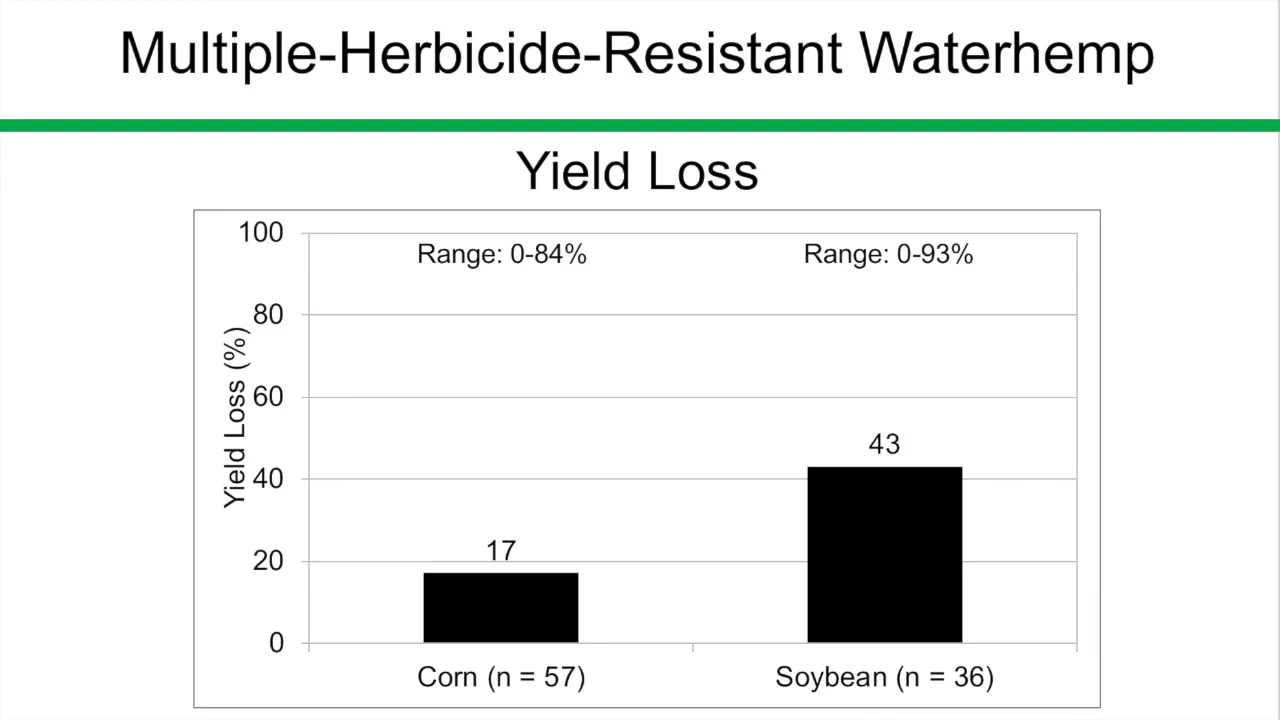 Multiple-Herbicide-Resistant Waterhemp
Yield Loss
100
80
60
40
20
0
Yield Loss (%)
Range: 0-84%
Range: 0-93%
17
43
Corn (n = 57)
Soybean (n = 36)